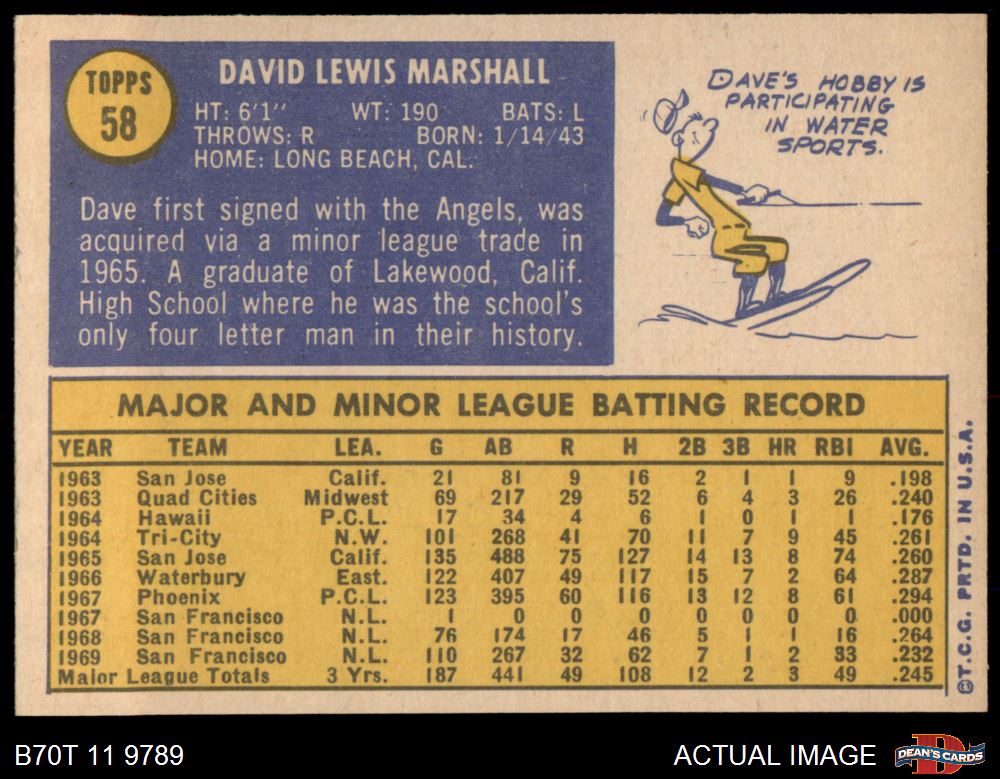 TOPPS
58
DAVID LEWIS MARSHALL
HT: 6'1" WT: 190 BATS: L
THROWS: R BORN: 1/14/43
HOME: LONG BEACH, CAL.
Dave first signed with the Angels, was
acquired via a minor league trade in
1965. A graduate of Lakewood, Calif.
High School where he was the school's
only four letter man in their history.
DAVE'S HOBBY IS
PARTICIPATING
IN WATER
SPORTS.
MAJOR AND MINOR LEAGUE BATTING RECORD
YEAR TEAM LEA. G AB R H 2B 3B HR RBI AVG.
1963 San Jose Calif. 21 81 9 16 2 1 1 9 .198
1963 Quad Cities Midwest 69 217 29 52 6 4 3 26 .240
1964 Hawaii P.C.L. 17 34 4 6 1 0 1 1 .176
1964 Tri-City N.W. 101 268 41 70 11 7 9 45 .261
1965 San Jose Calif. 135 488 75 127 14 13 8 74 .260
1966 Waterbury East. 122 407 49 117 15 7 2 64 .287
1967 Phoenix P.C.L. 123 395 60 116 13 12 8 61 .294
1967 San Francisco N.L. 1 0 0 0 0 0 0 0 .000
1968 San Francisco N.L. 76 174 17 46 5 1 1 16 .264
1969 San Francisco N.L. 110 267 32 62 7 1 2 33 .232
Major League Totals 3 Yrs. 187 441 49 108 12 2 3 49 .245
©T.C.G. PRTD. IN U.S.A.
B70T 11 9789
ACTUAL IMAGE
DEAN'S CARDS